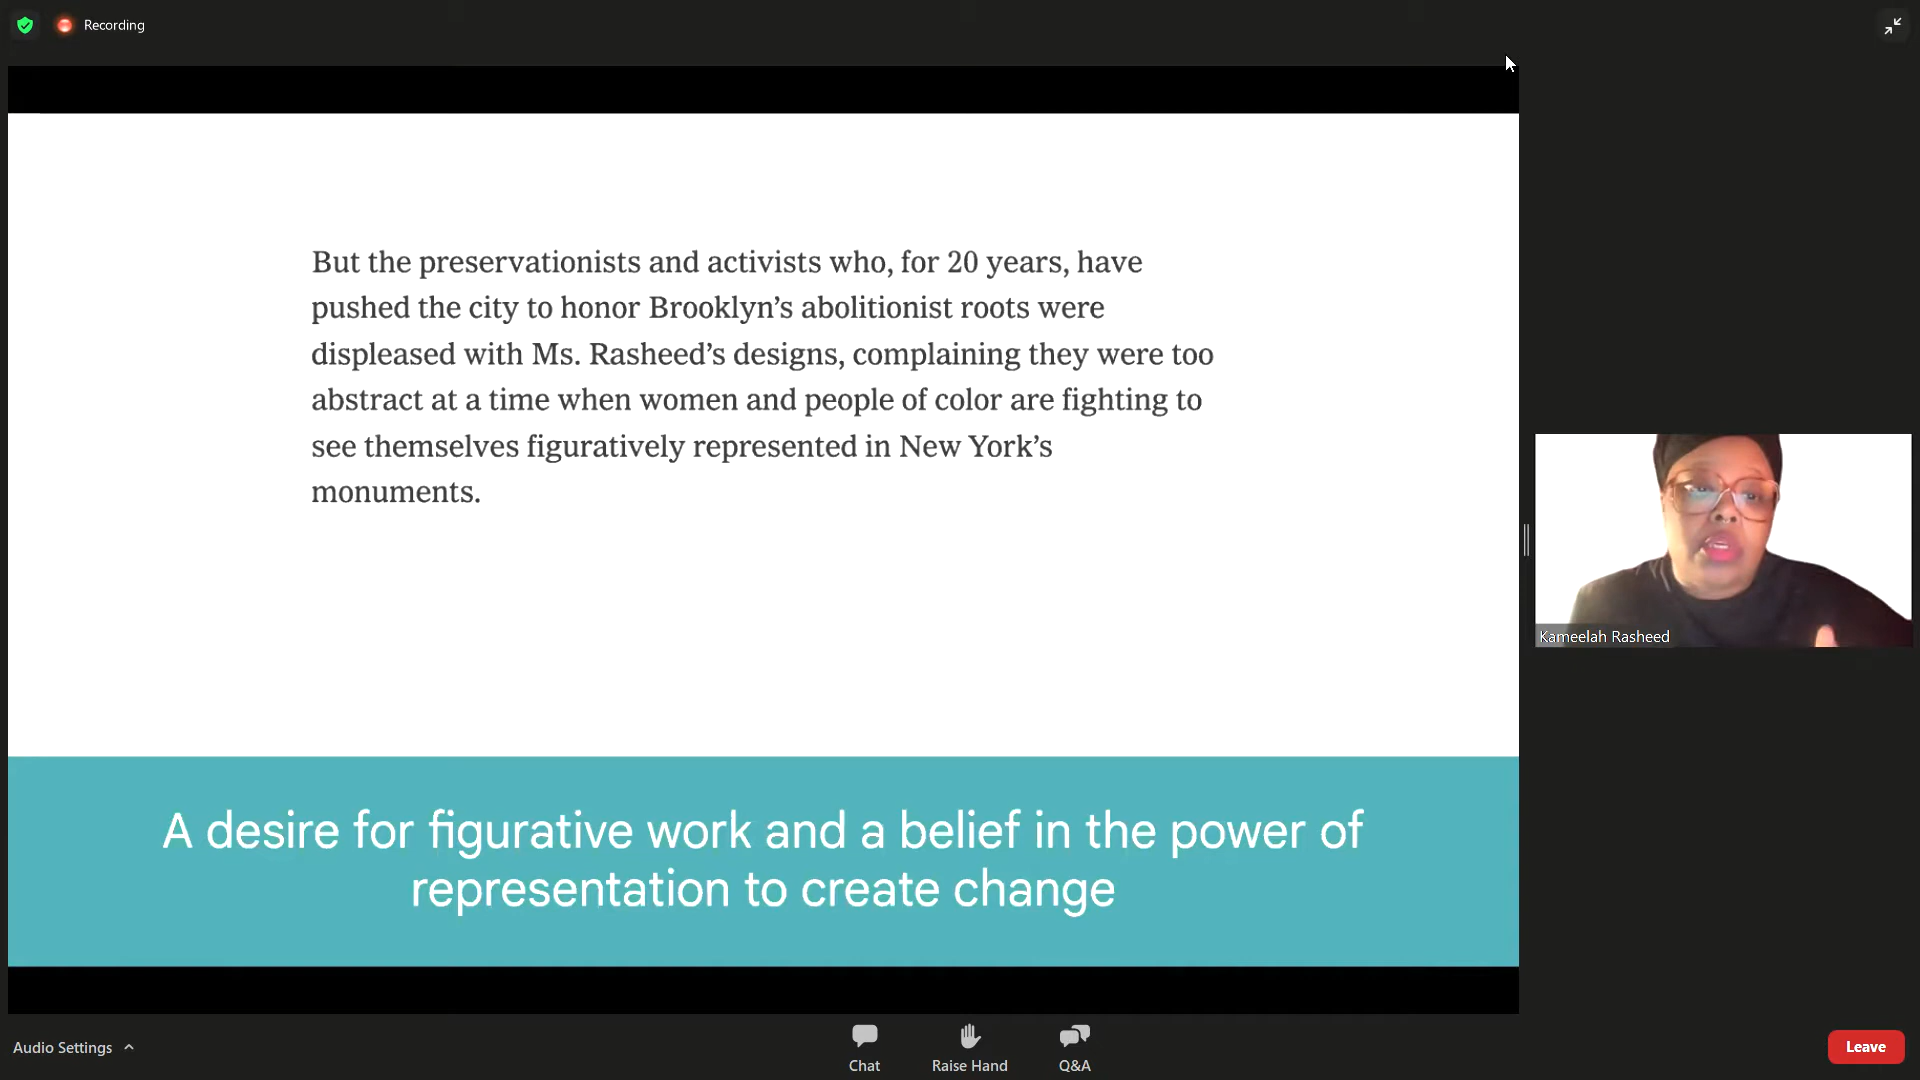 Recording
But the preservationists and activists who, for 20 years, have
pushed the city to honor Brooklyn’s abolitionist roots were
displeased with Ms. Rasheed’s designs, complaining they were too
abstract at a time when women and people of color are fighting to
see themselves figuratively represented in New York’s
monuments.
Kameelah Rasheed
A desire for figurative work and a belief in the power of
representation to create change
Audio Settings
Chat
Raise Hand
Q&A
Leave